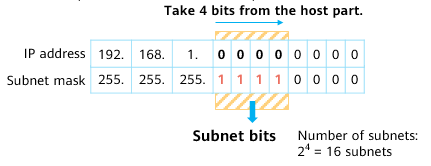 Take 4 bits from the host part.
IP address 192. 168. 1. 0 0 0 0 0 0 0 0
Subnet mask 255. 255. 255. 1 1 1 1 0 0 0 0
Subnet bits
Number of subnets:
2⁴ = 16 subnets